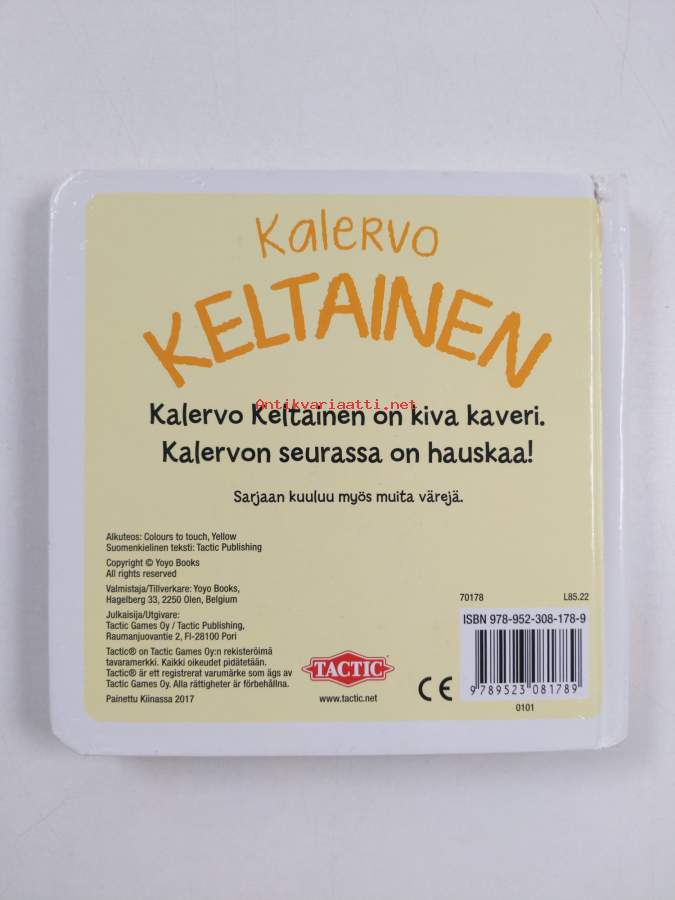 Kalervo
KELTAINEN
Antikvariaatti.net
Kalervo Keltainen on kiva kaveri.
Kalervon seurassa on hauskaa!
Sarjaan kuuluu myös muita värejä.
Alkuteos: Colours to touch, Yellow
Suomenkielinen teksti: Tactic Publishing
Copyright © Yoyo Books
All rights reserved
Valmistaja/Tillverkare: Yoyo Books,
Hagelberg 33, 2250 Olen, Belgium
Julkaisija/Utgivare:
Tactic Games Oy / Tactic Publishing,
Raumanjuovantie 2, FI-28100 Pori
Tactic® on Tactic Games Oy:n rekisteröimä
tavaramerkki. Kaikki oikeudet pidätetään.
Tactic® är ett registrerat varumärke som ägs av
Tactic Games Oy. Alla rättigheter är förbehållna.
Painettu Kiinassa 2017
TACTIC
www.tactic.net
CE
70178 L85.22
ISBN 978-952-308-178-9
9 789523 081789
0101